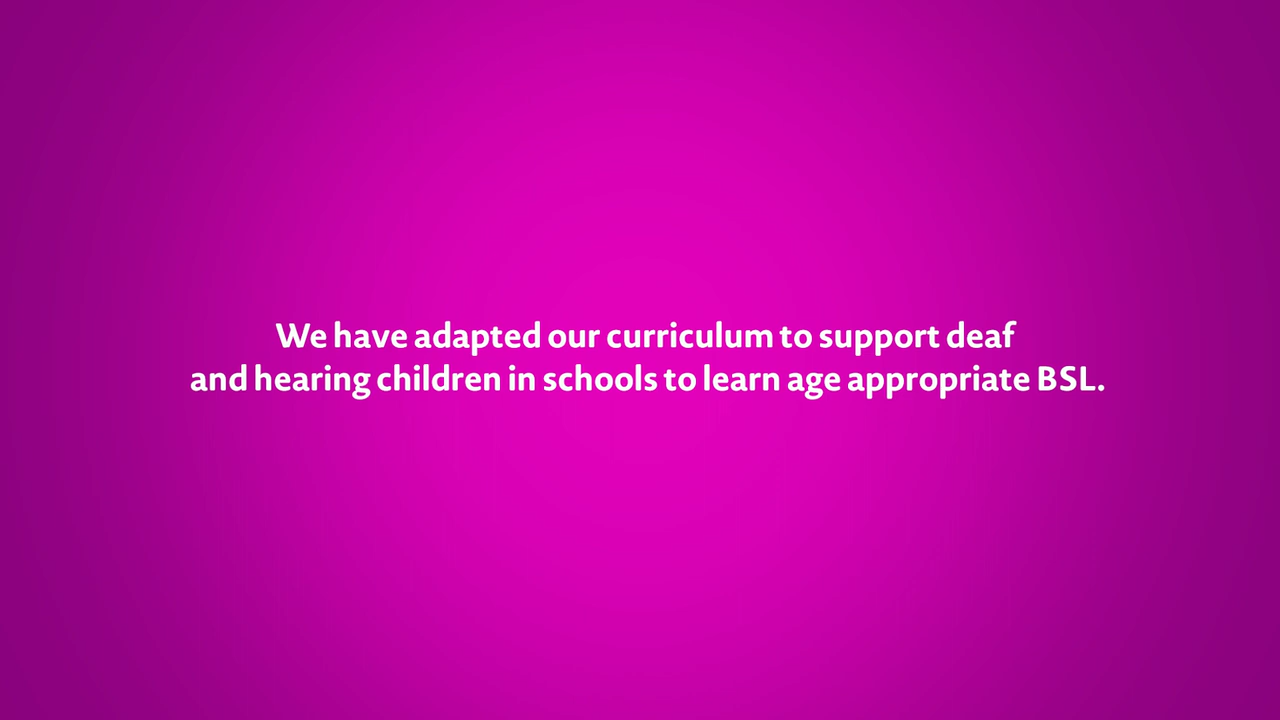 We have adapted our curriculum to support deaf
and hearing children in schools to learn age appropriate BSL.